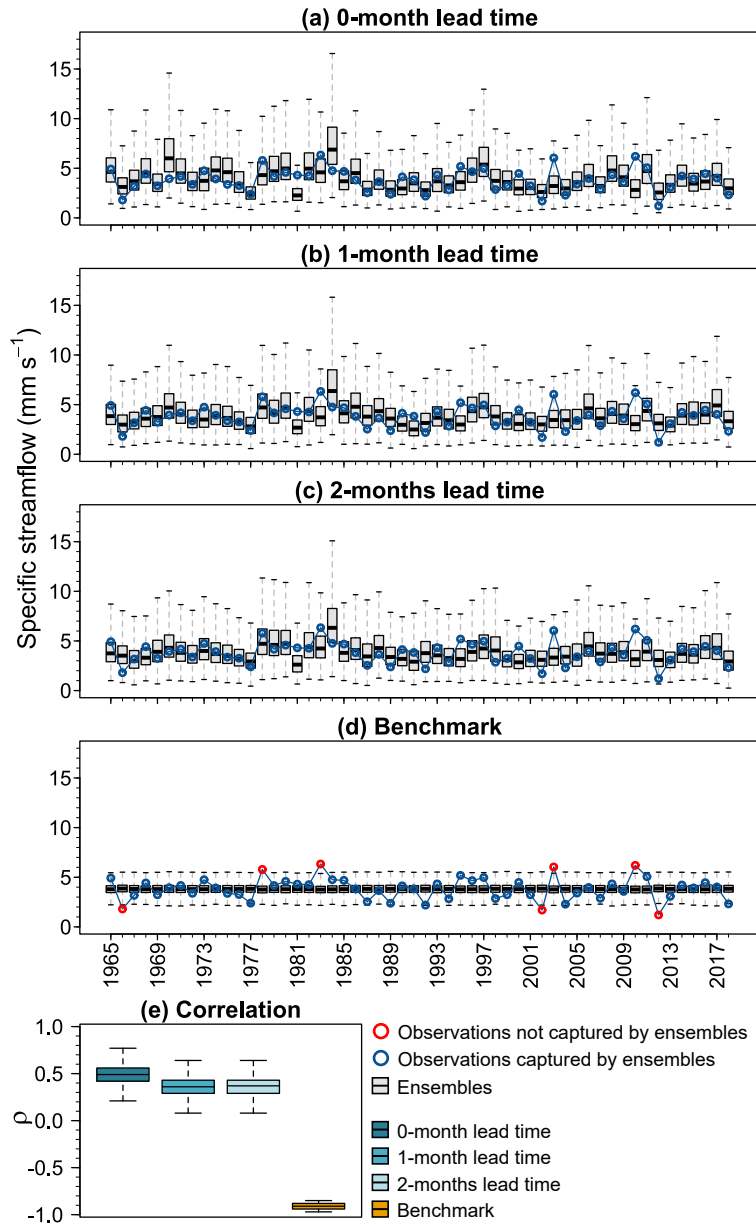 (a) 0-month lead time
15
10
5
0
(b) 1-month lead time
15
10
5
0
Specific streamflow (mm s⁻¹)
(c) 2-months lead time
15
10
5
0
(d) Benchmark
15
10
5
0
1965 1969 1973 1977 1981 1985 1989 1993 1997 2001 2005 2009 2013 2017
(e) Correlation
1.0
0.5
0.0
-0.5
-1.0
ρ
Observations not captured by ensembles
Observations captured by ensembles
Ensembles
0-month lead time
1-month lead time
2-months lead time
Benchmark